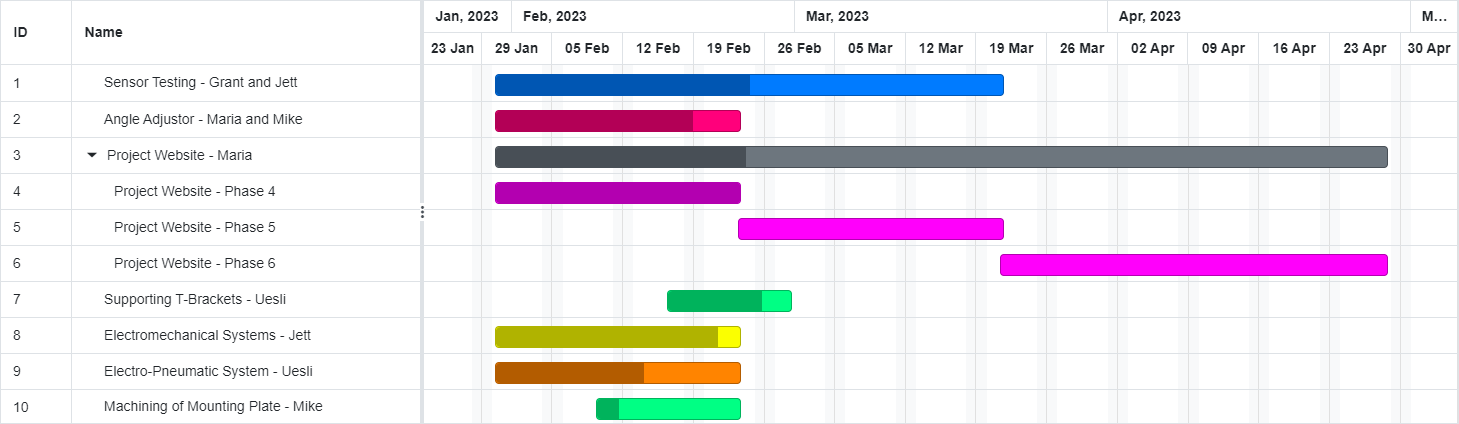 ID
Name
Jan, 2023
Feb, 2023
Mar, 2023
Apr, 2023
M...
23 Jan
29 Jan
05 Feb
12 Feb
19 Feb
26 Feb
05 Mar
12 Mar
19 Mar
26 Mar
02 Apr
09 Apr
16 Apr
23 Apr
30 Apr
1 Sensor Testing - Grant and Jett
2 Angle Adjustor - Maria and Mike
3 Project Website - Maria
4 Project Website - Phase 4
5 Project Website - Phase 5
6 Project Website - Phase 6
7 Supporting T-Brackets - Uesli
8 Electromechanical Systems - Jett
9 Electro-Pneumatic System - Uesli
10 Machining of Mounting Plate - Mike